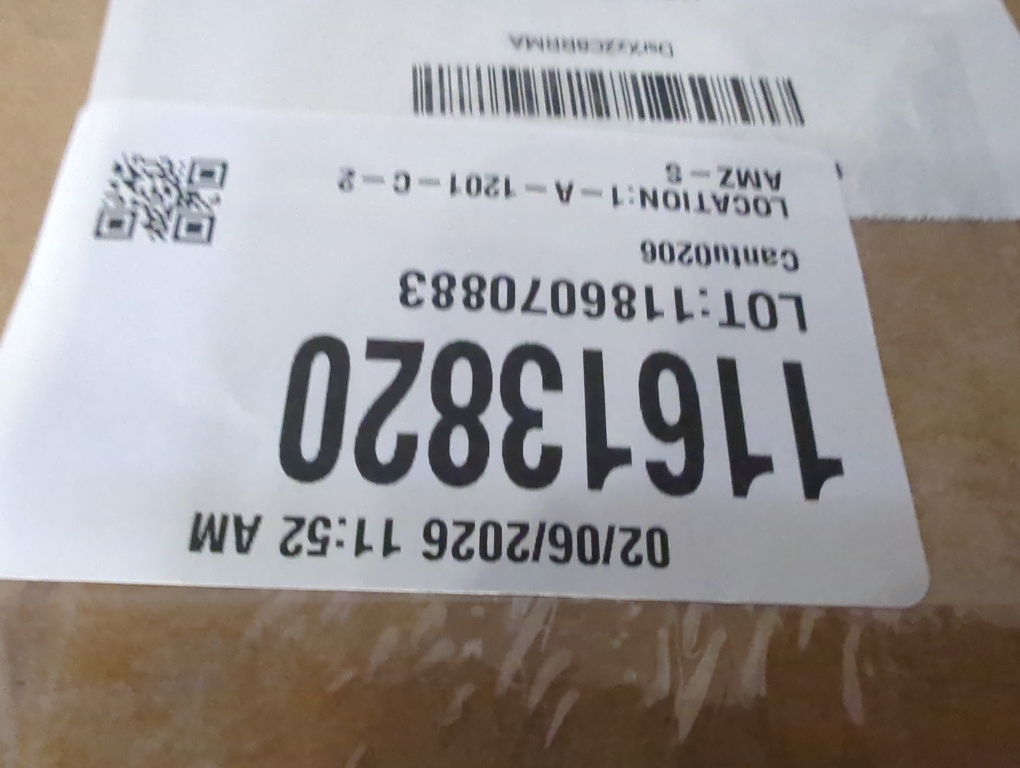 02/06/2026 11:52 AM
11613820
LOT:1186070883
Cantu0206
LOCATION:1-A-1201-C-2
AMZ-S